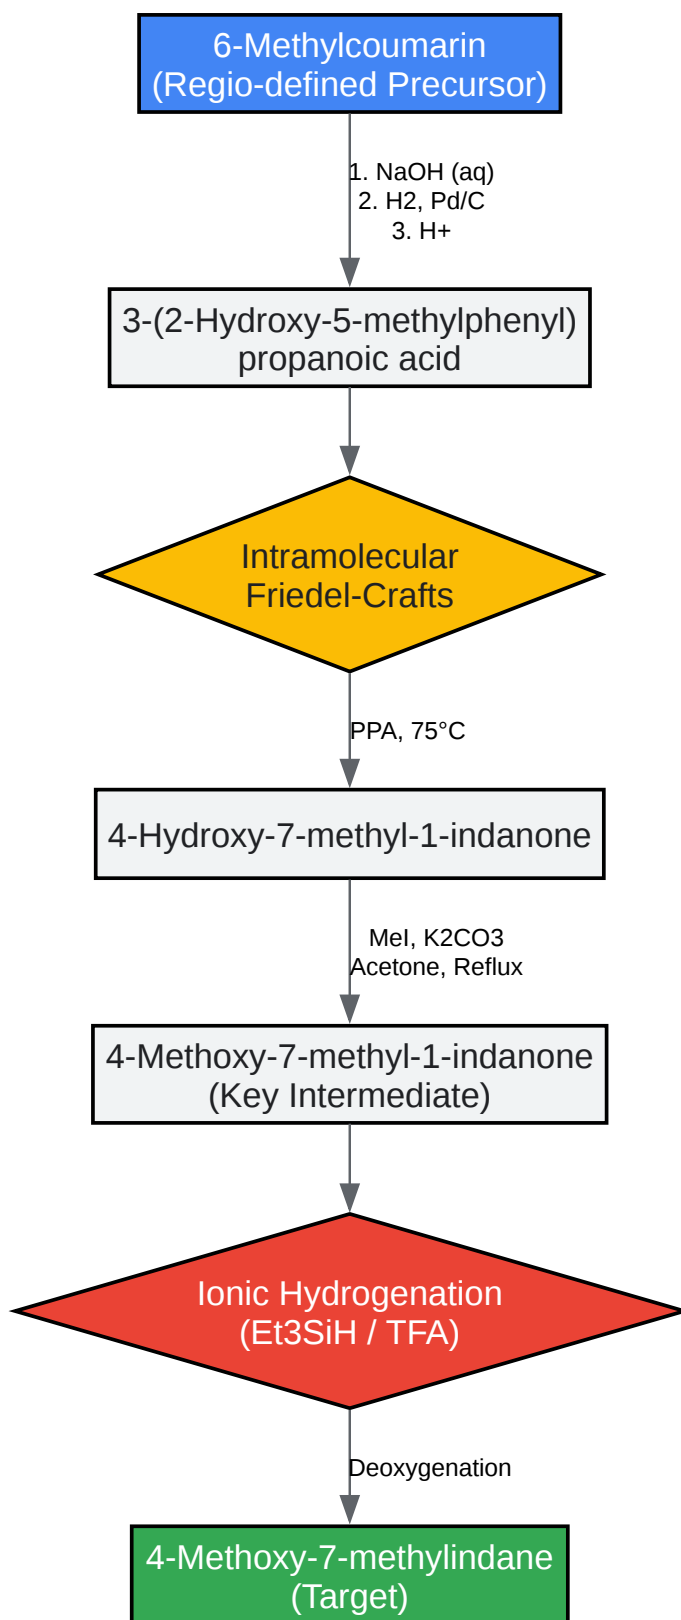 6-Methylcoumarin
(Regio-defined Precursor)
1. NaOH (aq)
2. H2, Pd/C
3. H+
3-(2-Hydroxy-5-methylphenyl)
propanoic acid
Intramolecular
Friedel-Crafts
PPA, 75°C
4-Hydroxy-7-methyl-1-indanone
MeI, K2CO3
Acetone, Reflux
4-Methoxy-7-methyl-1-indanone
(Key Intermediate)
Ionic Hydrogenation
(Et3SiH / TFA)
Deoxygenation
4-Methoxy-7-methylindane
(Target)